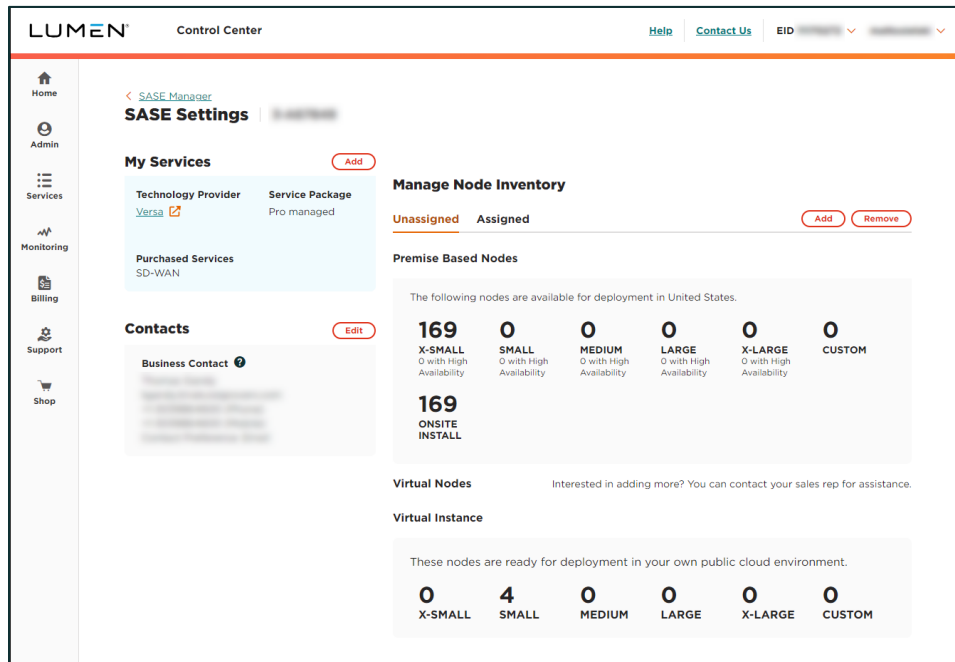 LUMEN®
Control Center
Help
Contact Us
EID
Home
Admin
Services
Monitoring
Billing
Support
Shop
SASE Manager
SASE Settings
My Services
Add
Technology Provider
Service Package
Versa
Pro managed
Purchased Services
SD-WAN
Contacts
Edit
Business Contact ?
Manage Node Inventory
Unassigned
Assigned
Add
Remove
Premise Based Nodes
The following nodes are available for deployment in United States.
169
X-SMALL
0 with High
Availability
0
SMALL
0 with High
Availability
0
MEDIUM
0 with High
Availability
0
LARGE
0 with High
Availability
0
X-LARGE
0 with High
Availability
0
CUSTOM
169
ONSITE
INSTALL
Virtual Nodes
Interested in adding more? You can contact your sales rep for assistance.
Virtual Instance
These nodes are ready for deployment in your own public cloud environment.
0
X-SMALL
4
SMALL
0
MEDIUM
0
LARGE
0
X-LARGE
0
CUSTOM